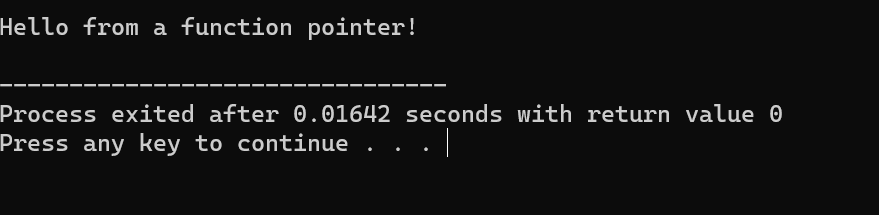 Hello from a function pointer!
--------------------------------
Process exited after 0.01642 seconds with return value 0
Press any key to continue . . .